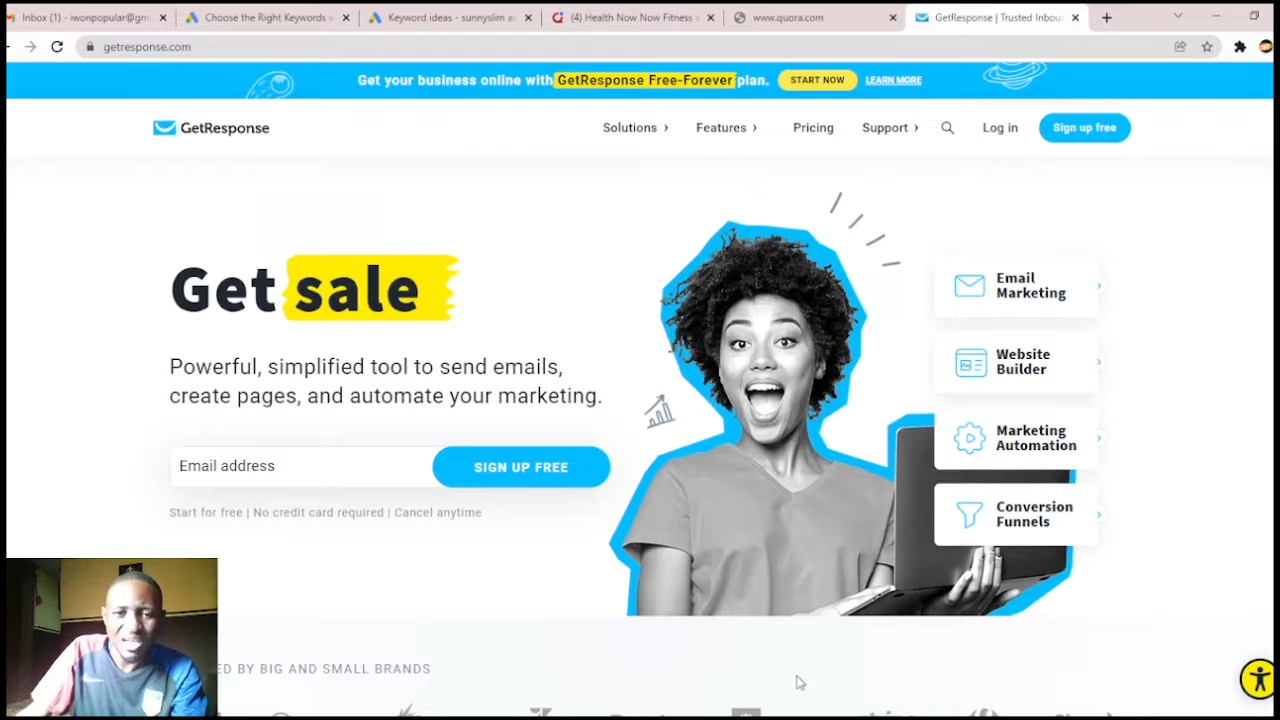 Inbox (1) - iwonpopular@gm
Choose the Right Keywords w
Keyword ideas - sunnyslim ac
(4) Health Now Now Fitness a
www.quora.com
GetResponse | Trusted Inbou
getresponse.com
Get your business online with GetResponse Free-Forever plan.
START NOW
LEARN MORE
GetResponse
Solutions ›
Features ›
Pricing
Support ›
Log in
Sign up free
Get sale
Powerful, simplified tool to send emails,
create pages, and automate your marketing.
Email address
SIGN UP FREE
Start for free | No credit card required | Cancel anytime
Email
Marketing
Website
Builder
Marketing
Automation
Conversion
Funnels
ED BY BIG AND SMALL BRANDS